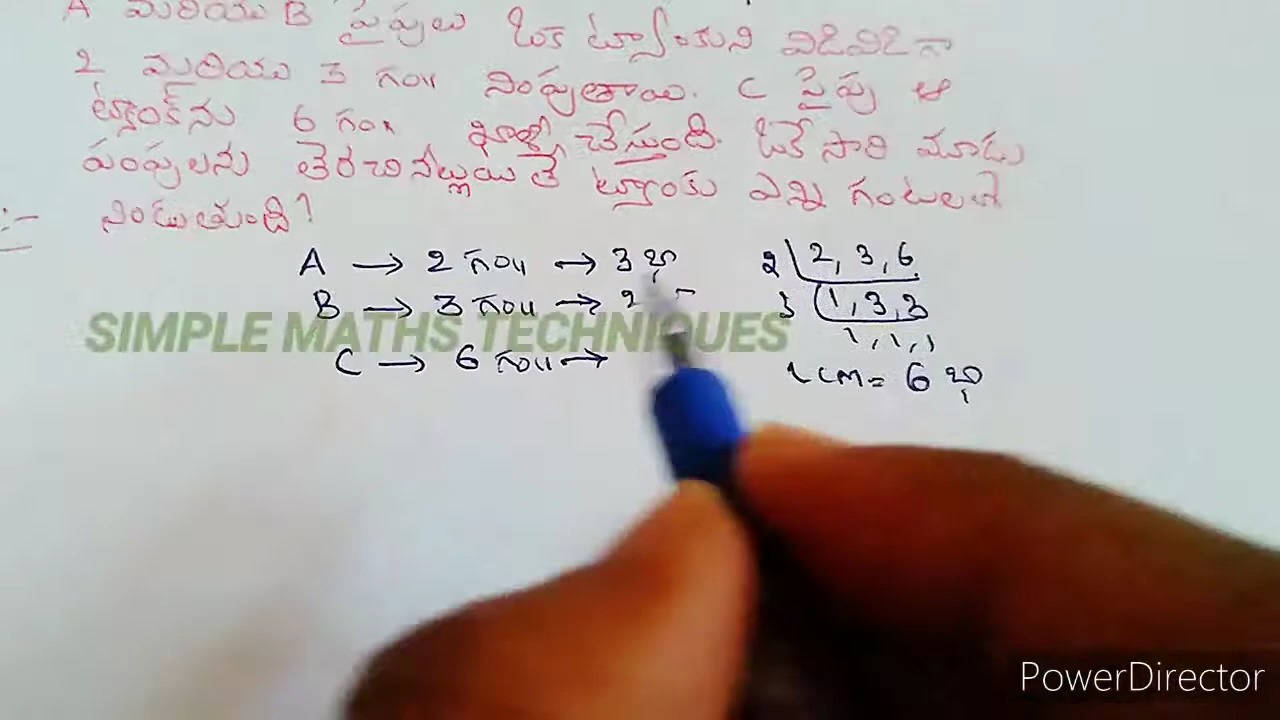 A మరియు B పైపులు ఒక ట్యాంకుని విడివిడిగా
2 మరియు 3 గం॥ నింపుతాయి. C పైపు ఆ
ట్యాంక్‌ను 6 గం॥ ఖాళీ చేస్తుంది. ఒకే సారి మూడు
పంపులను తెరచినట్లయితే ట్యాంకు ఎన్ని గంటలలో
:- నిండుతుంది?
A → 2 గం॥ → 3 భా
B → 3 గం॥ → 2 "
C → 6 గం॥ →
2 2, 3, 6
3 1, 3, 3
1, 1, 1
LCM = 6 భా
SIMPLE MATHS TECHNIQUES
PowerDirector